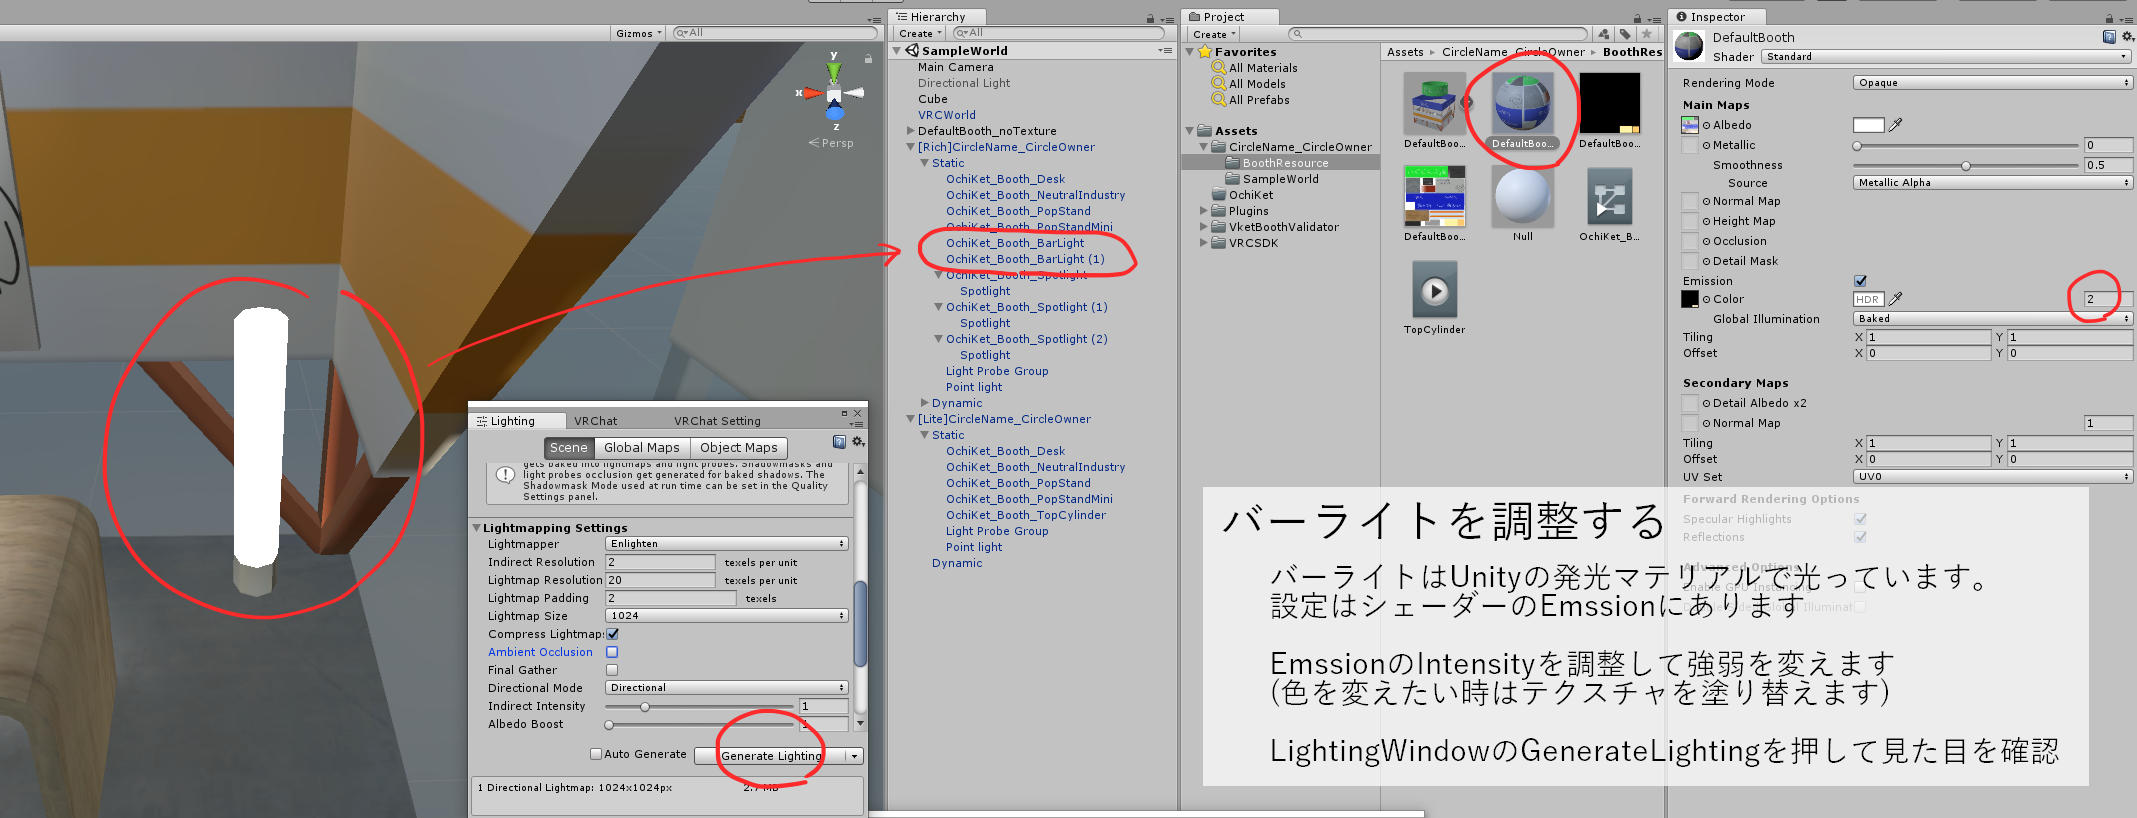 Gizmos
All
y
x
z
Persp
Hierarchy
Create
All
SampleWorld
Main Camera
Directional Light
Cube
VRCWorld
DefaultBooth_noTexture
[Rich]CircleName_CircleOwner
Static
OchiKet_Booth_Desk
OchiKet_Booth_NeutralIndustry
OchiKet_Booth_PopStand
OchiKet_Booth_PopStandMini
OchiKet_Booth_BarLight
OchiKet_Booth_BarLight (1)
OchiKet_Booth_Spotlight
Spotlight
OchiKet_Booth_Spotlight (1)
Spotlight
OchiKet_Booth_Spotlight (2)
Spotlight
Light Probe Group
Point light
Dynamic
[Lite]CircleName_CircleOwner
Static
OchiKet_Booth_Desk
OchiKet_Booth_NeutralIndustry
OchiKet_Booth_PopStand
OchiKet_Booth_PopStandMini
OchiKet_Booth_TopCylinder
Light Probe Group
Point light
Dynamic
Lighting VRChat VRChat Setting
Scene Global Maps Object Maps
gets baked into lightmaps and light probes. Shadowmasks and
light probes occlusion get generated for baked shadows. The
Shadowmask Mode used at run time can be set in the Quality
Settings panel.
Lightmapping Settings
Lightmapper Enlighten
Indirect Resolution 2 texels per unit
Lightmap Resolution 20 texels per unit
Lightmap Padding 2 texels
Lightmap Size 1024
Compress Lightmaps
Ambient Occlusion
Final Gather
Directional Mode Directional
Indirect Intensity 1
Albedo Boost 1
Auto Generate Generate Lighting
1 Directional Lightmap: 1024x1024px 2.7 MB
Project
Create
Favorites
All Materials
All Models
All Prefabs
Assets
CircleName_CircleOwner
BoothResource
SampleWorld
OchiKet
Plugins
VketBoothValidator
VRCSDK
Assets CircleName_CircleOwner BoothRes
DefaultBoo... DefaultBoo... DefaultBoo...
DefaultBoo... Null OchiKet_B...
TopCylinder
Inspector
DefaultBooth
Shader Standard
Rendering Mode Opaque
Main Maps
Albedo
Metallic 0
Smoothness 0.5
Source Metallic Alpha
Normal Map
Height Map
Occlusion
Detail Mask
Emission
Color HDR 2
Global Illumination Baked
Tiling X 1 Y 1
Offset X 0 Y 0
Secondary Maps
Detail Albedo x2
Normal Map 1
Tiling X 1 Y 1
Offset X 0 Y 0
UV Set UV0
Forward Rendering Options
Specular Highlights
Reflections
Advanced Options
Enable GPU Instancing
バーライトを調整する
バーライトはUnityの発光マテリアルで光っています。
設定はシェーダーのEmssionにあります
EmssionのIntensityを調整して強弱を変えます
(色を変えたい時はテクスチャを塗り替えます)
LightingWindowのGenerateLightingを押して見た目を確認